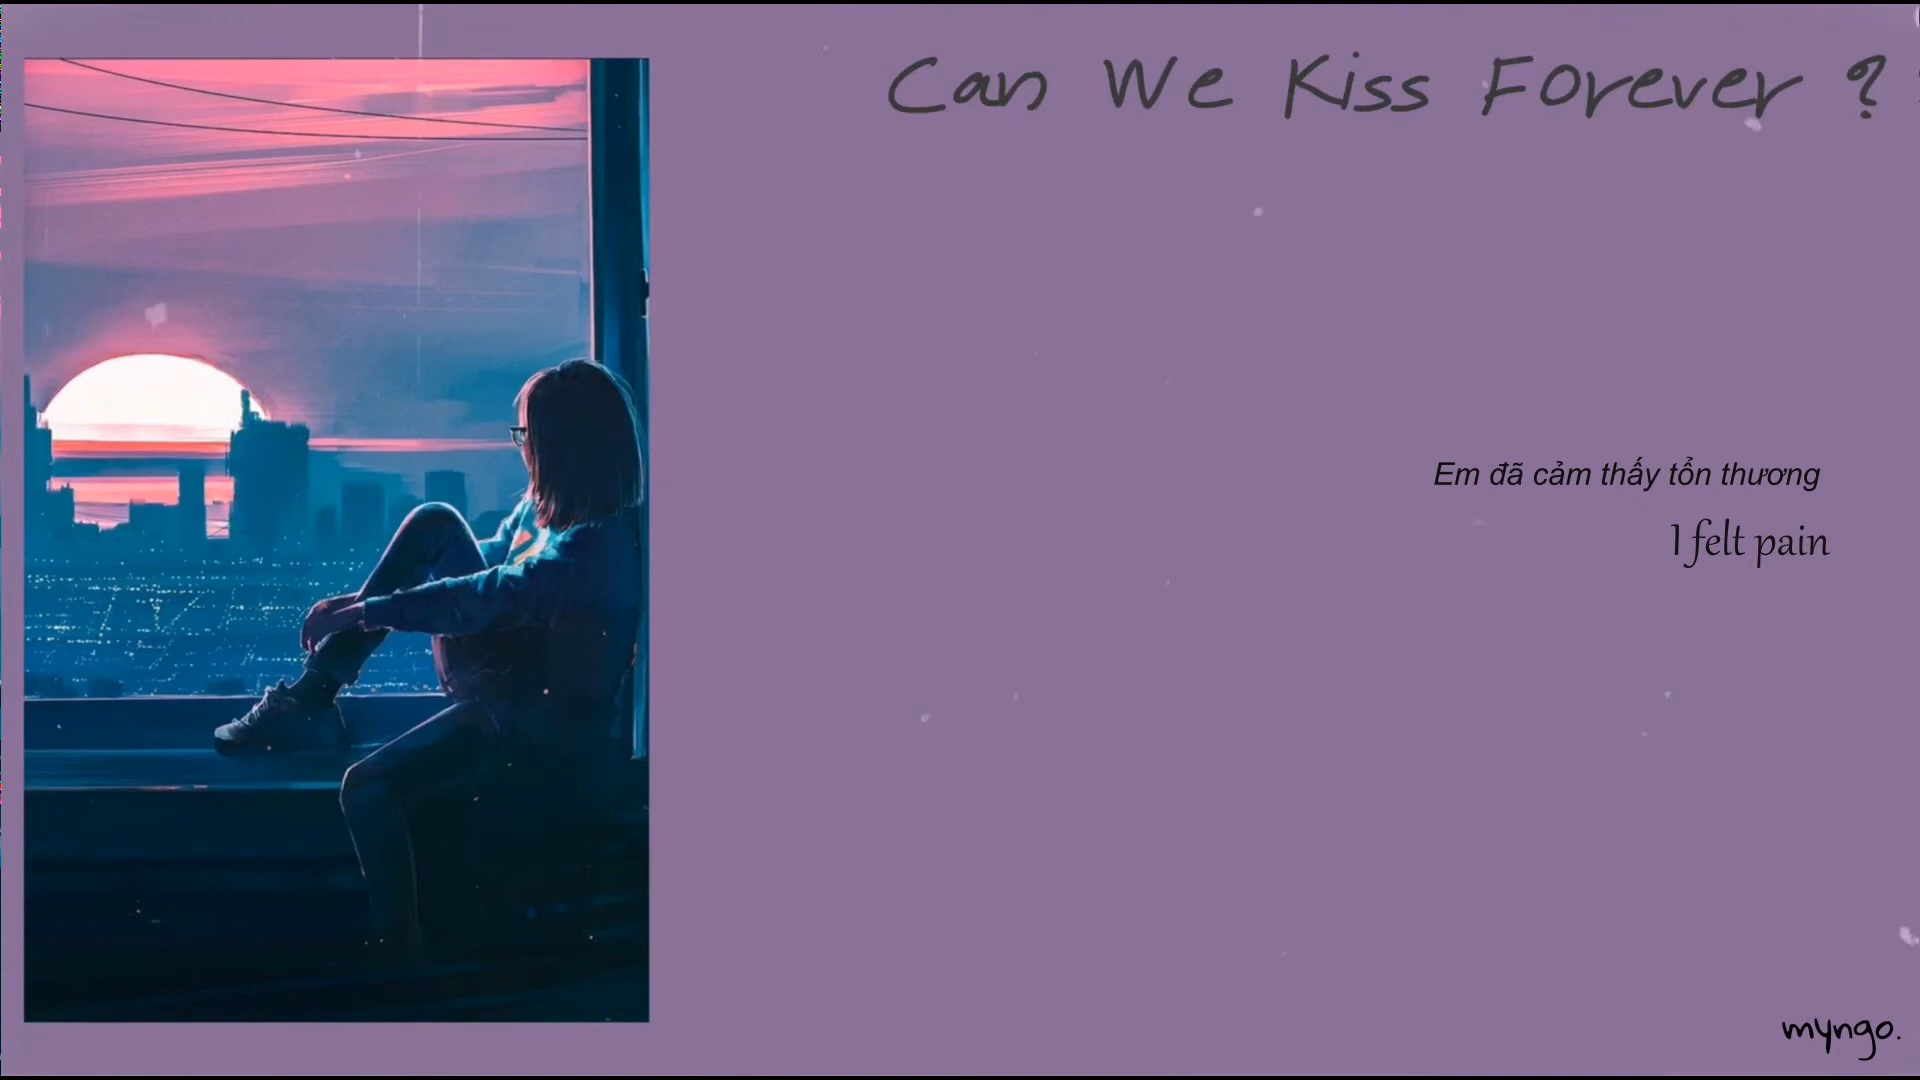 Can We Kiss Forever ?
Em đã cảm thấy tổn thương
I felt pain
myngo.